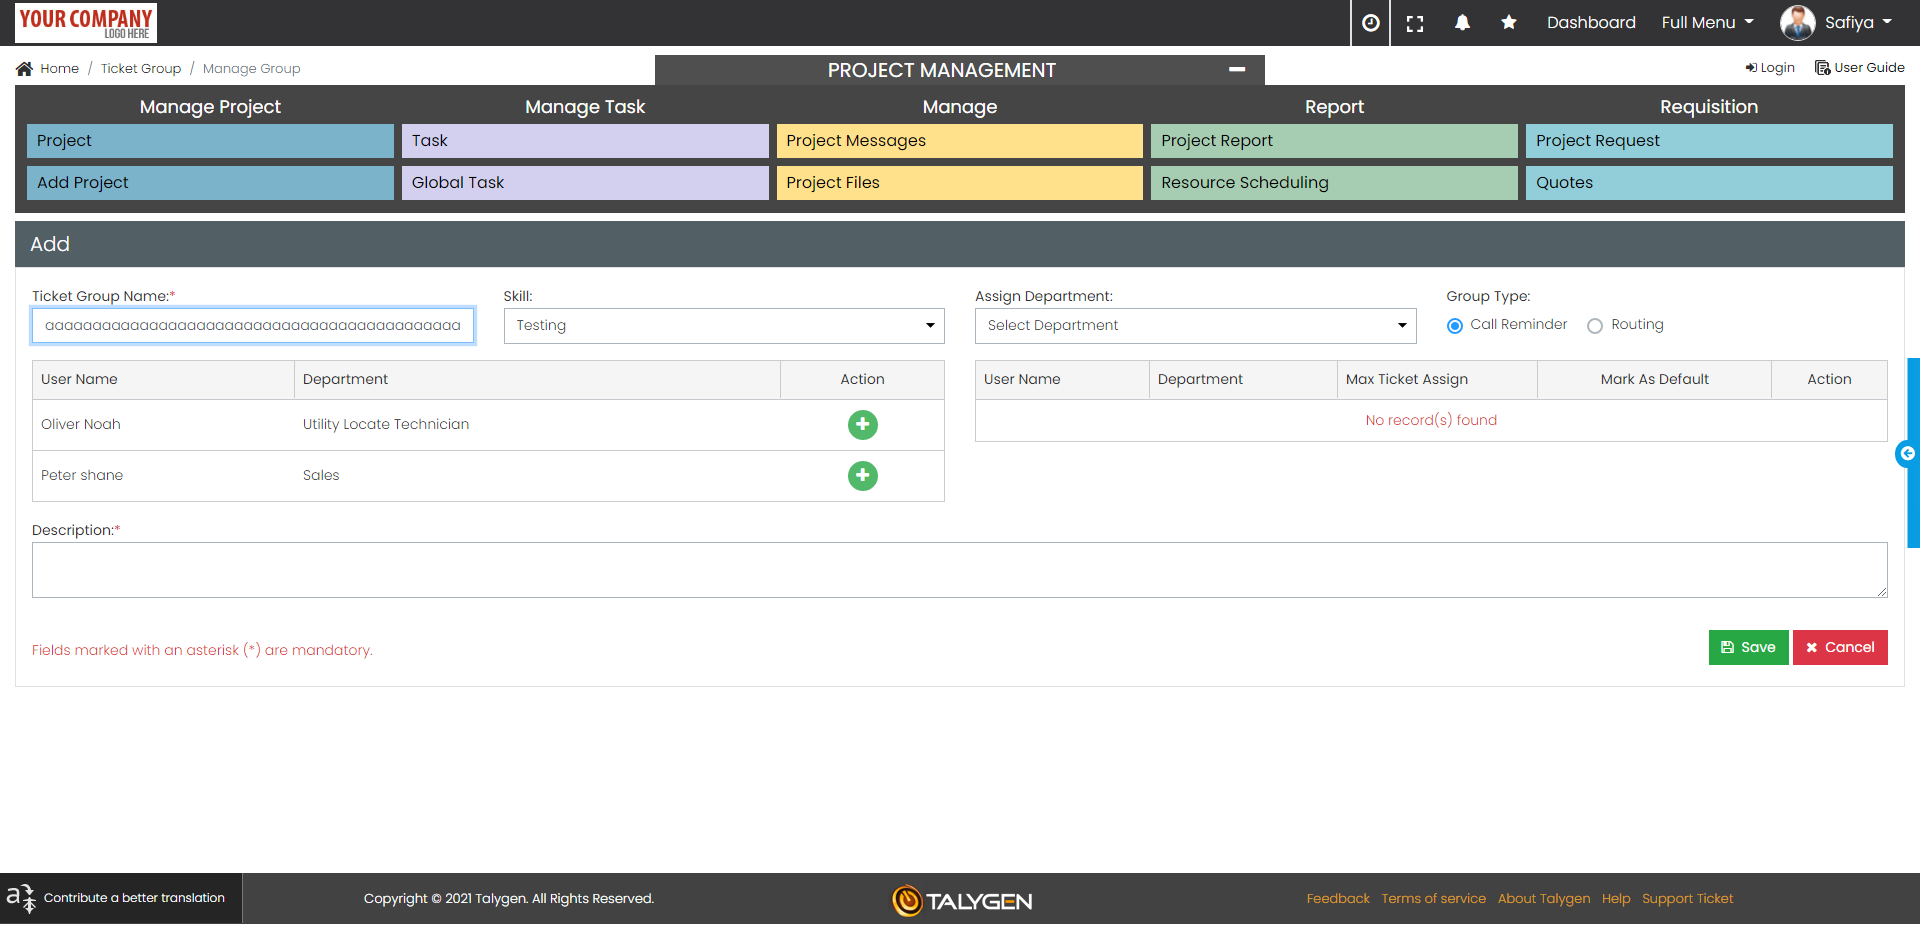 YOUR COMPANY
LOGO HERE
Dashboard
Full Menu
Safiya
Home / Ticket Group / Manage Group
PROJECT MANAGEMENT
Login
User Guide
Manage Project
Manage Task
Manage
Report
Requisition
Project
Task
Project Messages
Project Report
Project Request
Add Project
Global Task
Project Files
Resource Scheduling
Quotes
Add
Ticket Group Name:*
Skill:
Assign Department:
Group Type:
aaaaaaaaaaaaaaaaaaaaaaaaaaaaaaaaaaaaaaaaaaaa
Testing
Select Department
Call Reminder
Routing
User Name
Department
Action
User Name
Department
Max Ticket Assign
Mark As Default
Action
Oliver Noah
Utility Locate Technician
No record(s) found
Peter shane
Sales
Description:*
Fields marked with an asterisk (*) are mandatory.
Save
Cancel
Contribute a better translation
Copyright © 2021 Talygen. All Rights Reserved.
TALYGEN
Feedback
Terms of service
About Talygen
Help
Support Ticket